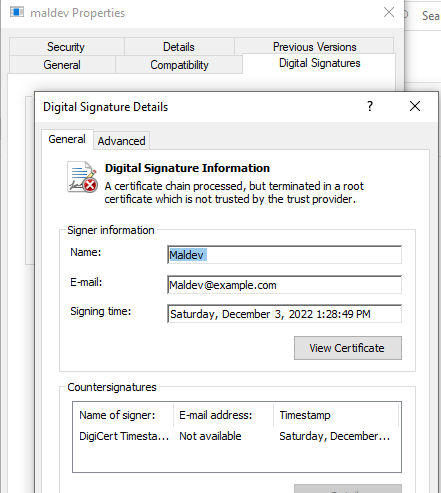 maldev Properties
Sea
Security Details Previous Versions
General Compatibility Digital Signatures
Digital Signature Details ?
General Advanced
Digital Signature Information
A certificate chain processed, but terminated in a root
certificate which is not trusted by the trust provider.
Signer information
Name: Maldev
E-mail: Maldev@example.com
Signing time: Saturday, December 3, 2022 1:28:49 PM
View Certificate
Countersignatures
Name of signer: E-mail address: Timestamp
DigiCert Timesta... Not available Saturday, December...